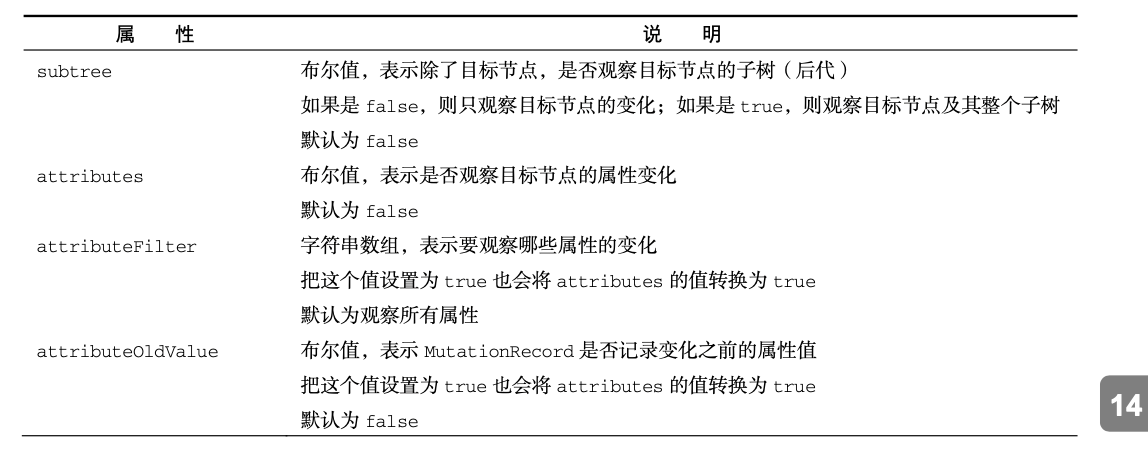 属 性 说 明
subtree 布尔值，表示除了目标节点，是否观察目标节点的子树（后代）
如果是 false，则只观察目标节点的变化；如果是 true，则观察目标节点及其整个子树
默认为 false
attributes 布尔值，表示是否观察目标节点的属性变化
默认为 false
attributeFilter 字符串数组，表示要观察哪些属性的变化
把这个值设置为 true 也会将 attributes 的值转换为 true
默认为观察所有属性
attributeOldValue 布尔值，表示 MutationRecord 是否记录变化之前的属性值
把这个值设置为 true 也会将 attributes 的值转换为 true
默认为 false
14